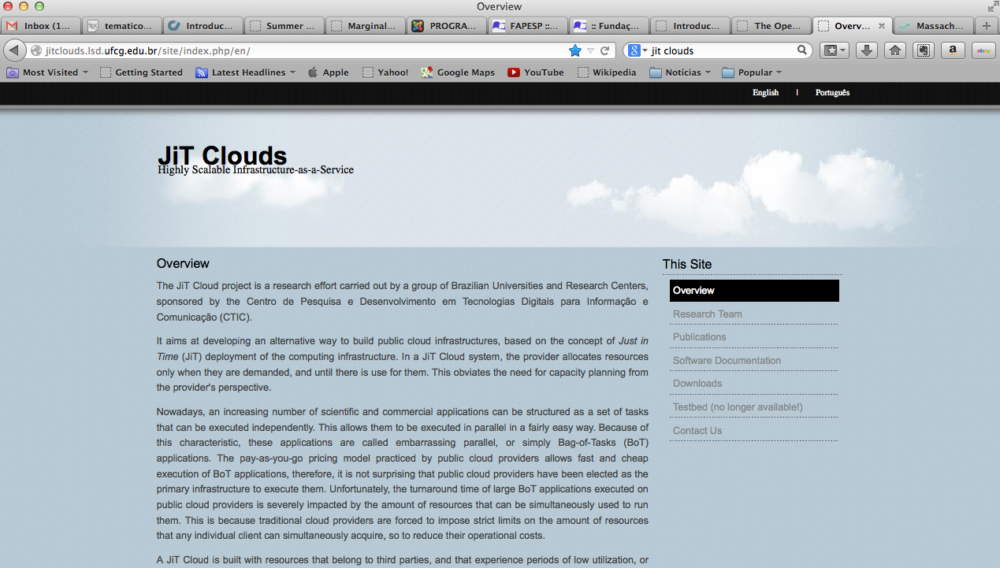 Overview
Inbox (1...
tematico...
Introduc...
Summer ...
Marginal...
PROGRA...
FAPESP ::...
:: Fundaç...
Introduc...
The Ope...
Overv...
Massach...
jitclouds.lsd.ufcg.edu.br/site/index.php/en/
jit clouds
Most Visited
Getting Started
Latest Headlines
Apple
Yahoo!
Google Maps
YouTube
Wikipedia
Notícias
Popular
English
|
Português
JiT Clouds
Highly Scalable Infrastructure-as-a-Service
Overview
The JiT Cloud project is a research effort carried out by a group of Brazilian Universities and Research Centers,
sponsored by the Centro de Pesquisa e Desenvolvimento em Tecnologias Digitais para Informação e
Comunicação (CTIC).
It aims at developing an alternative way to build public cloud infrastructures, based on the concept of Just in
Time (JiT) deployment of the computing infrastructure. In a JiT Cloud system, the provider allocates resources
only when they are demanded, and until there is use for them. This obviates the need for capacity planning from
the provider's perspective.
Nowadays, an increasing number of scientific and commercial applications can be structured as a set of tasks
that can be executed independently. This allows them to be executed in parallel in a fairly easy way. Because of
this characteristic, these applications are called embarrassing parallel, or simply Bag-of-Tasks (BoT)
applications. The pay-as-you-go pricing model practiced by public cloud providers allows fast and cheap
execution of BoT applications, therefore, it is not surprising that public cloud providers have been elected as the
primary infrastructure to execute them. Unfortunately, the turnaround time of large BoT applications executed on
public cloud providers is severely impacted by the amount of resources that can be simultaneously used to run
them. This is because traditional cloud providers are forced to impose strict limits on the amount of resources
that any individual client can simultaneously acquire, so to reduce their operational costs.
A JiT Cloud is built with resources that belong to third parties, and that experience periods of low utilization, or
This Site
Overview
Research Team
Publications
Software Documentation
Downloads
Testbed (no longer available!)
Contact Us